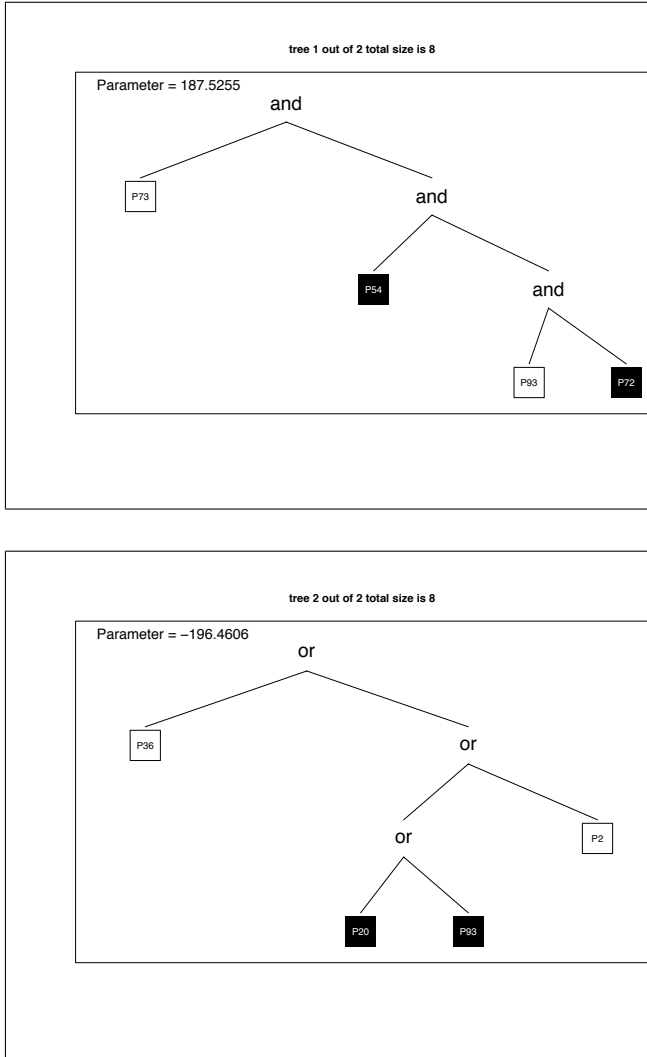 tree 1 out of 2 total size is 8
Parameter = 187.5255
and
P73
and
P54
and
P93
P72
tree 2 out of 2 total size is 8
Parameter = −196.4606
or
P36
or
or
P2
P20
P93